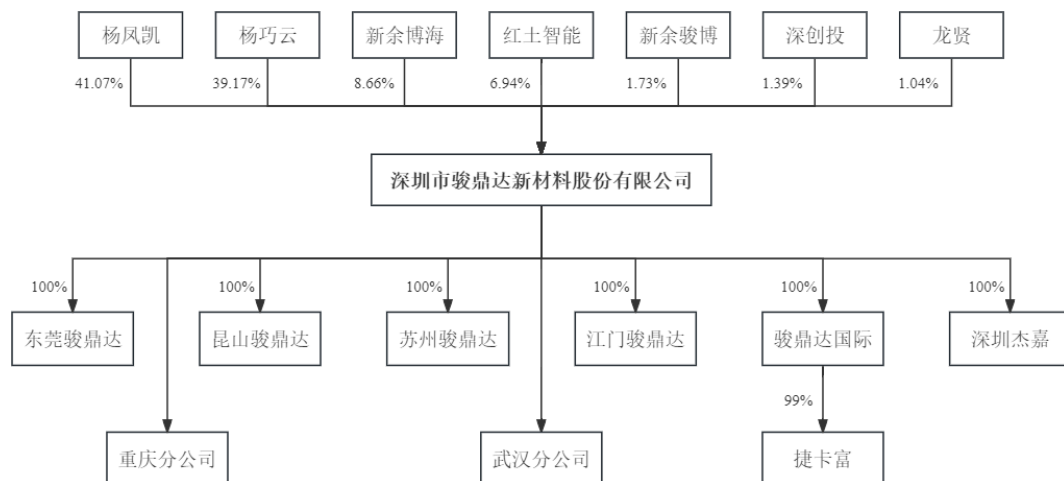 杨凤凯
杨巧云
新余博海
红土智能
新余骏博
深创投
龙贤
41.07%
39.17%
8.66%
6.94%
1.73%
1.39%
1.04%
深圳市骏鼎达新材料股份有限公司
100%
100%
100%
100%
100%
100%
东莞骏鼎达
昆山骏鼎达
苏州骏鼎达
江门骏鼎达
骏鼎达国际
深圳杰嘉
99%
重庆分公司
武汉分公司
捷卡富